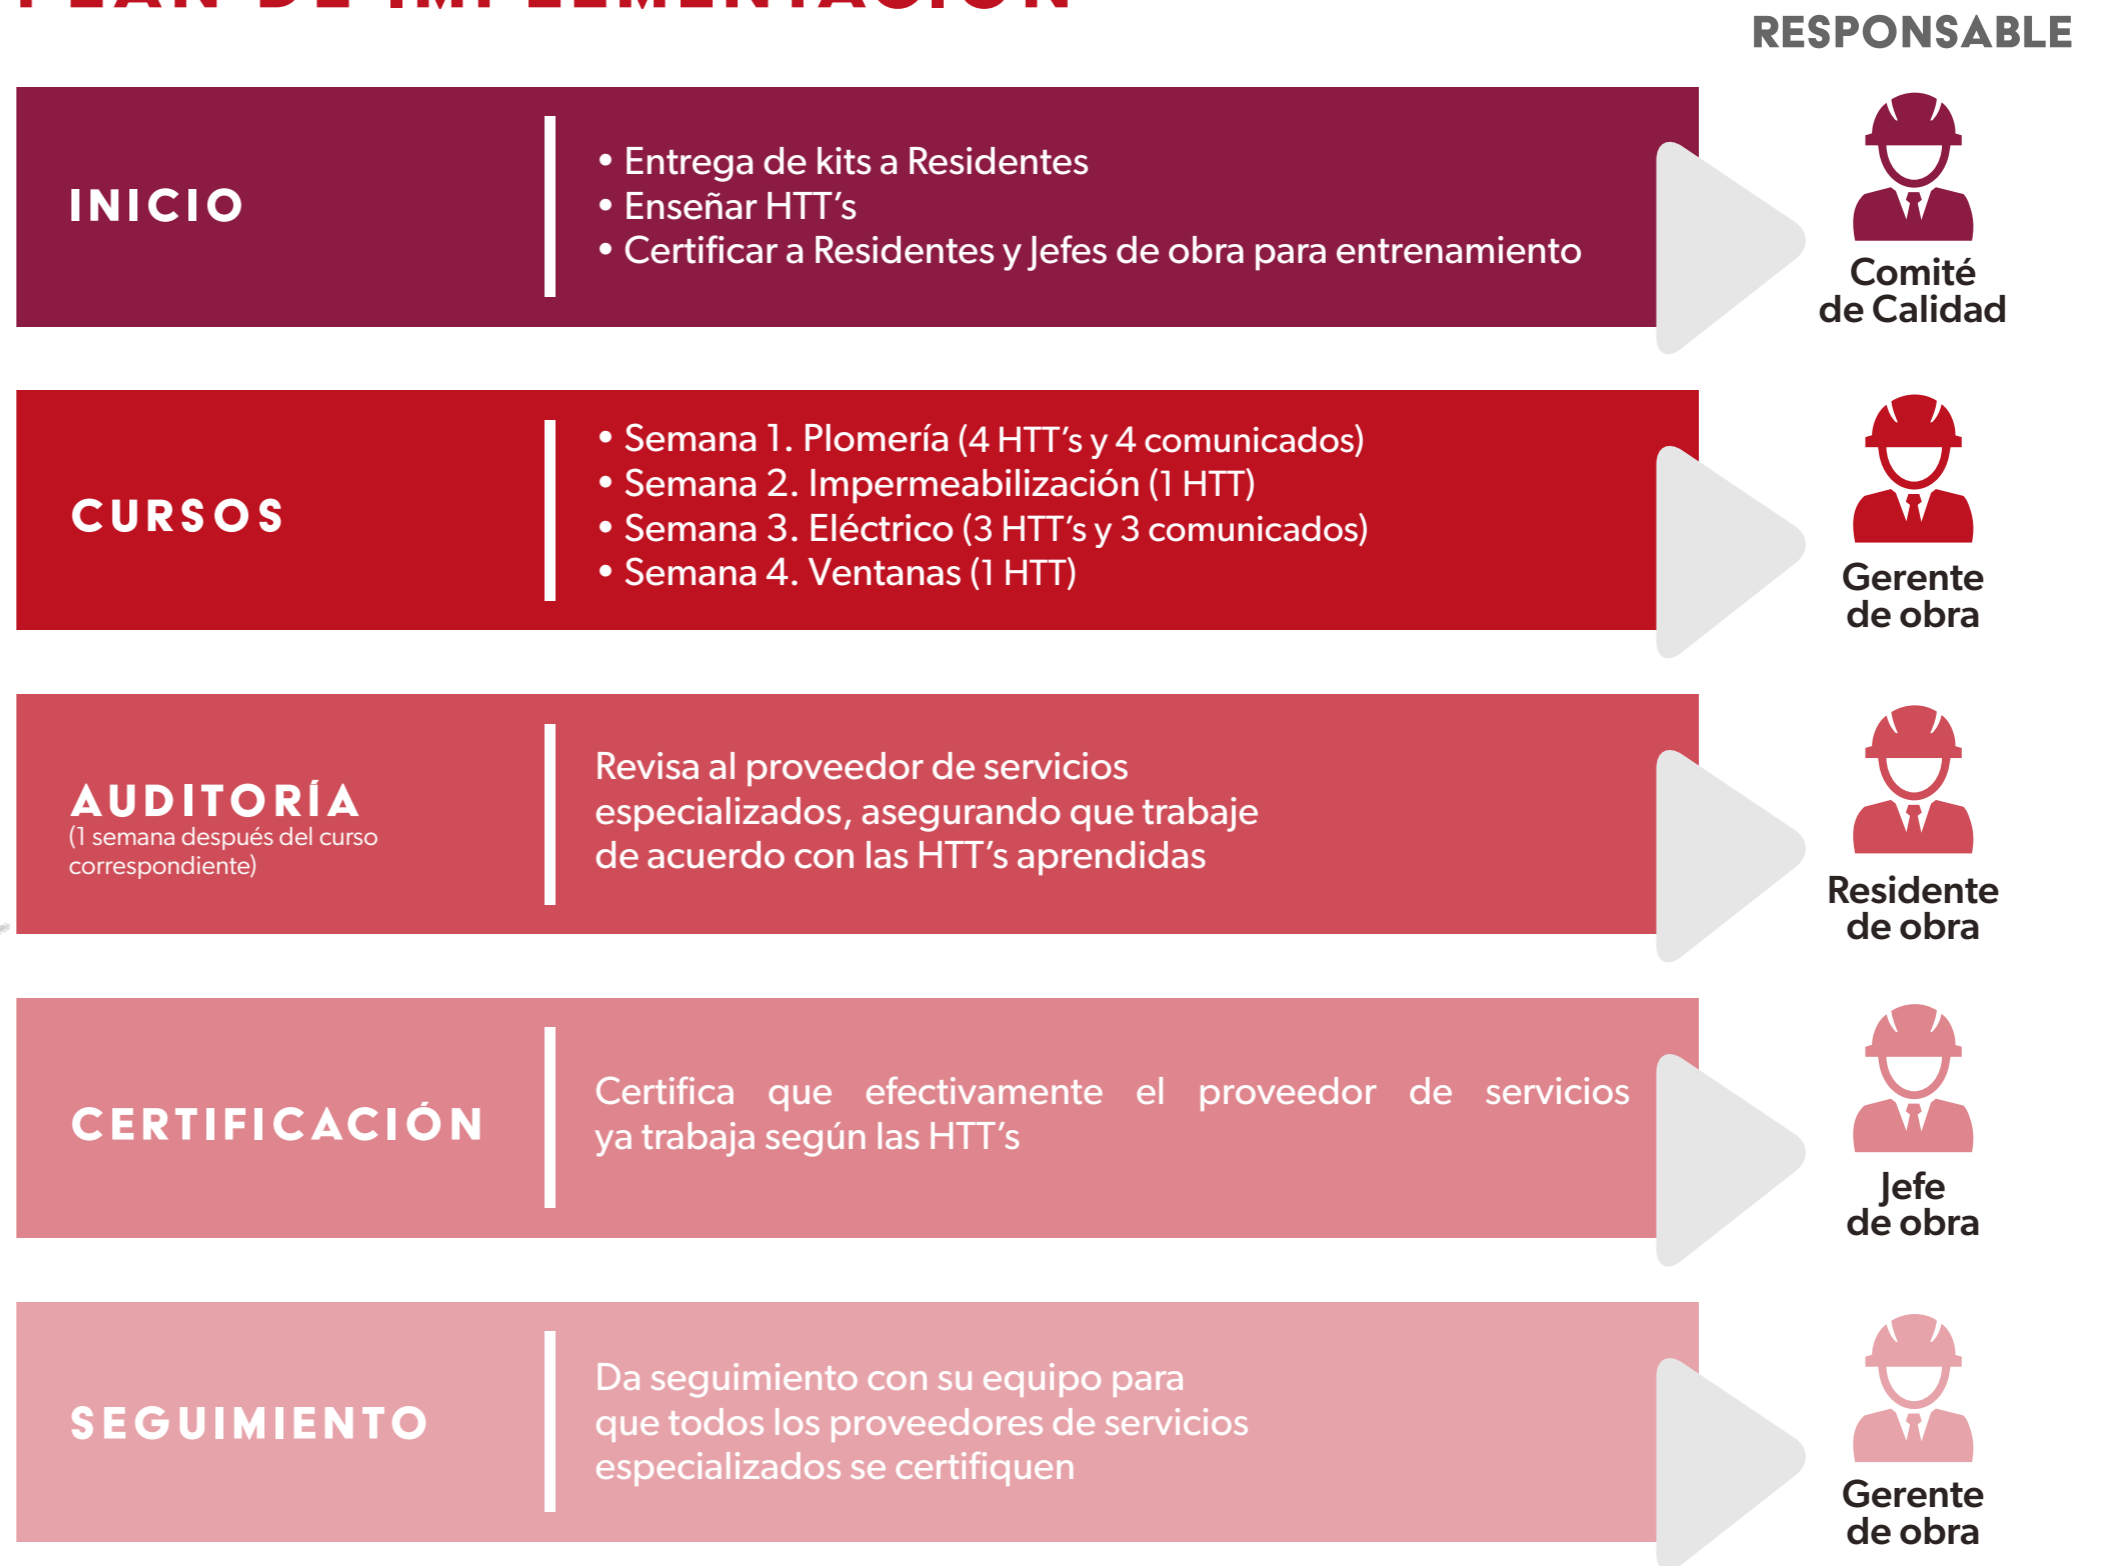 PLAN DE IMPLEMENTACIÓN
RESPONSABLE
INICIO
• Entrega de kits a Residentes
• Enseñar HTT’s
• Certificar a Residentes y Jefes de obra para entrenamiento
Comité
de Calidad
CURSOS
• Semana 1. Plomería (4 HTT’s y 4 comunicados)
• Semana 2. Impermeabilización (1 HTT)
• Semana 3. Eléctrico (3 HTT’s y 3 comunicados)
• Semana 4. Ventanas (1 HTT)
Gerente
de obra
AUDITORÍA
(1 semana después del curso
correspondiente)
Revisa al proveedor de servicios
especializados, asegurando que trabaje
de acuerdo con las HTT’s aprendidas
Residente
de obra
CERTIFICACIÓN
Certifica que efectivamente el proveedor de servicios
ya trabaja según las HTT’s
Jefe
de obra
SEGUIMIENTO
Da seguimiento con su equipo para
que todos los proveedores de servicios
especializados se certifiquen
Gerente
de obra